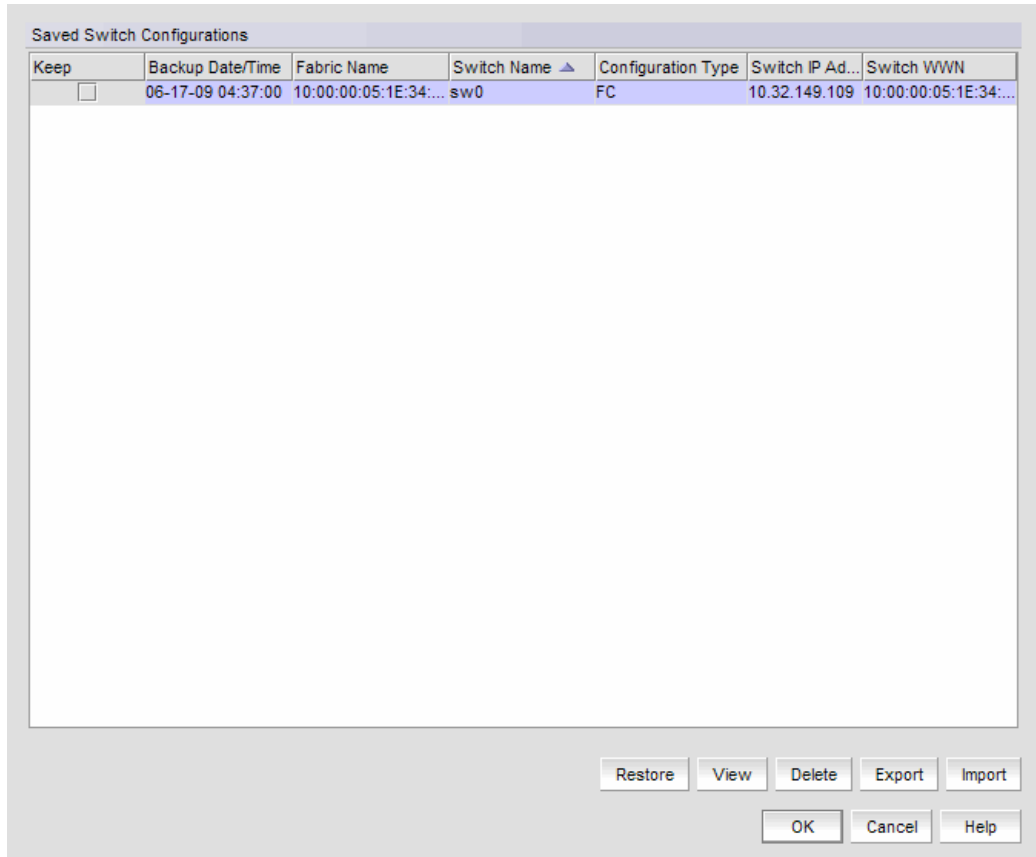 Saved Switch Configurations
Keep Backup Date/Time Fabric Name Switch Name Configuration Type Switch IP Ad... Switch WWN
06-17-09 04:37:00 10:00:00:05:1E:34:... sw0 FC 10.32.149.109 10:00:00:05:1E:34:...
Restore View Delete Export Import
OK Cancel Help